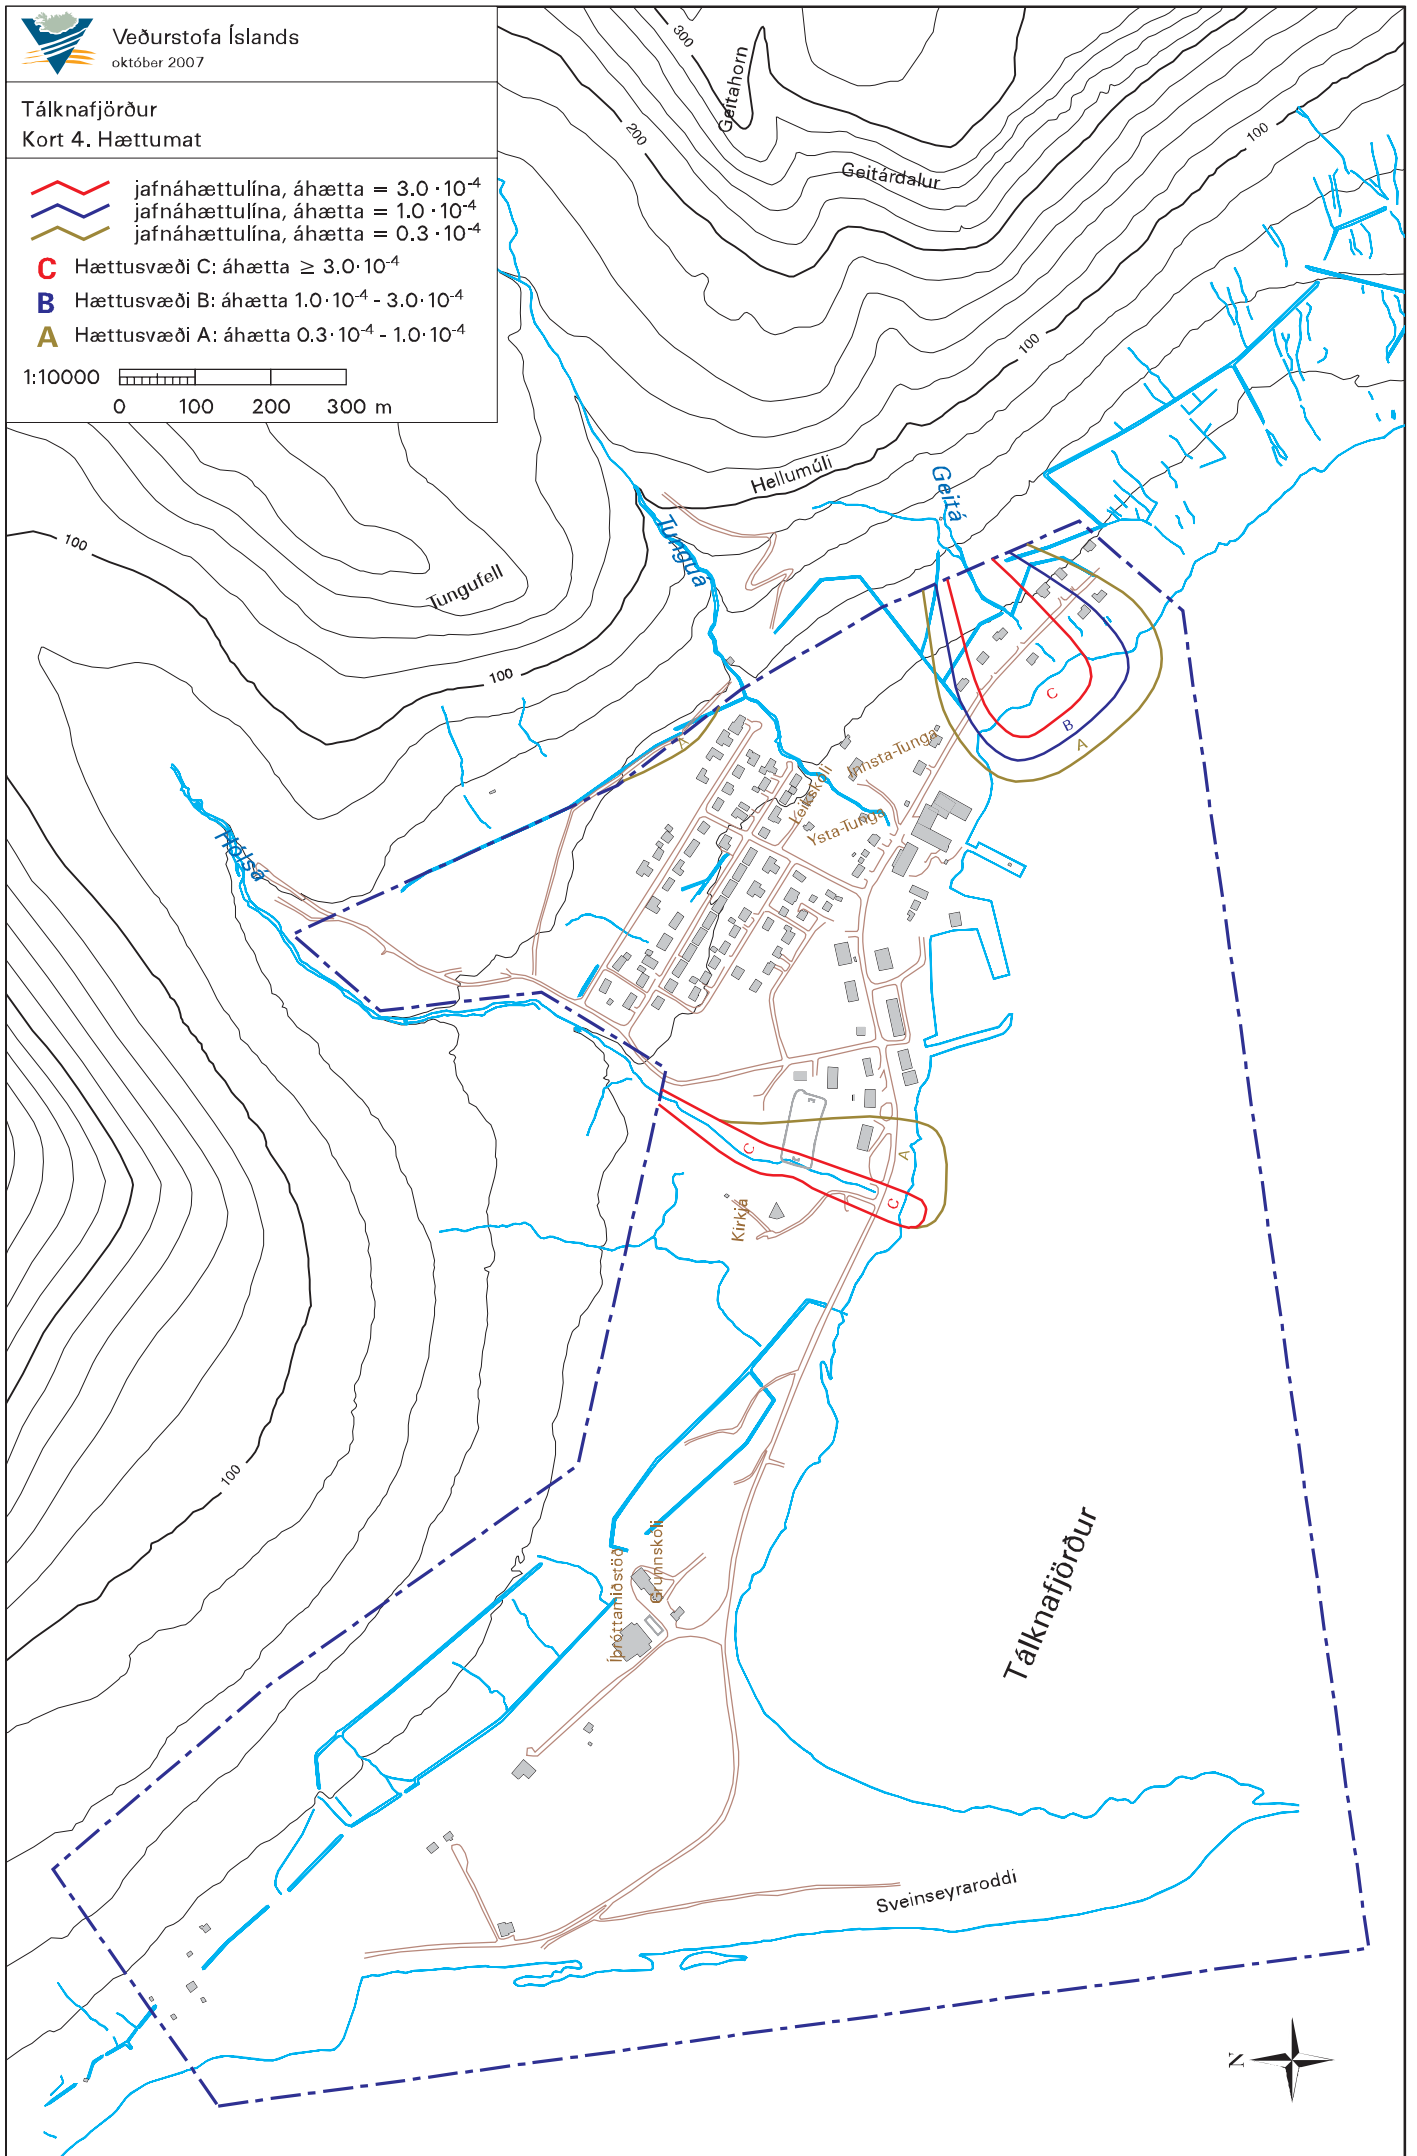 Veðurstofa Íslands
október 2007
Tálknafjörður
Kort 4. Hættumat
jafnáhættulína, áhætta = 3.0·10⁻⁴
jafnáhættulína, áhætta = 1.0·10⁻⁴
jafnáhættulína, áhætta = 0.3·10⁻⁴
C Hættusvæði C: áhætta ≥ 3.0·10⁻⁴
B Hættusvæði B: áhætta 1.0·10⁻⁴ - 3.0·10⁻⁴
A Hættusvæði A: áhætta 0.3·10⁻⁴ - 1.0·10⁻⁴
1:10000
0 100 200 300 m
300
Geitahorn
200
100
Geitárdalur
100
Hellumúli
Geitá
Tunguá
100
Tungufell
100
C
B
A
A
Innsta-Tunga
Leikskóli
Ysta-Tunga
Hólsá
C
A
C
Kirkja
100
Grunnskóli
Íþróttamiðstöð
Tálknafjörður
Sveinseyraroddi
N